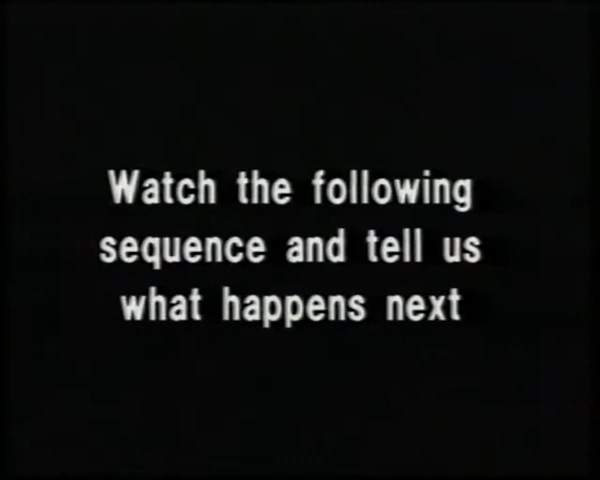 Watch the following
sequence and tell us
what happens next